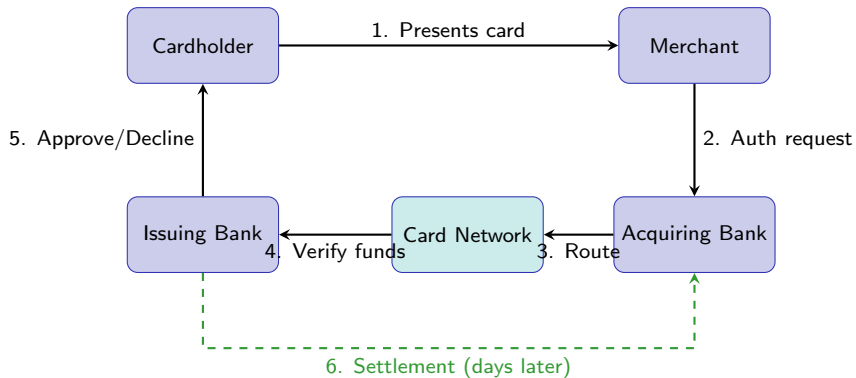 Cardholder
1. Presents card
Merchant
5. Approve/Decline
2. Auth request
Issuing Bank
4. Verify funds
Card Network
3. Route
Acquiring Bank
6. Settlement (days later)